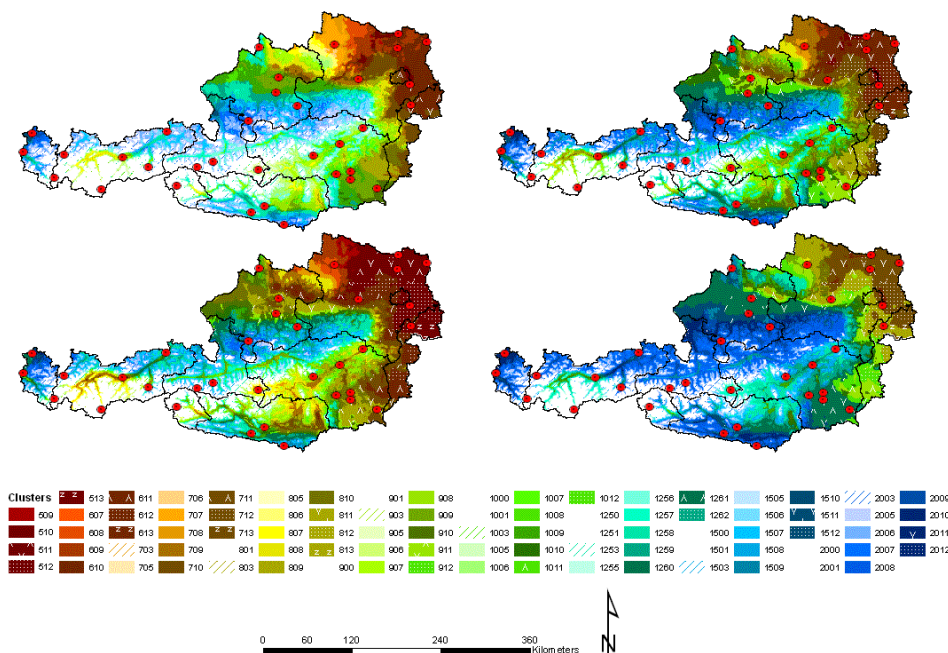 Clusters 513 611 706 711 805 810 901 908 1000 1007 1012 1256 1261 1505 1510 2003 2009
509 607 612 707 712 806 811 903 909 1001 1008 1250 1257 1262 1506 1511 2005 2010
510 608 613 708 713 807 812 905 910 1003 1009 1251 1258 1500 1507 1512 2006 2011
511 609 703 709 801 808 813 906 911 1005 1010 1253 1259 1501 1508 2000 2007 2012
512 610 705 710 803 809 900 907 912 1006 1011 1255 1260 1503 1509 2001 2008
N
0 60 120 240 360
Kilometers